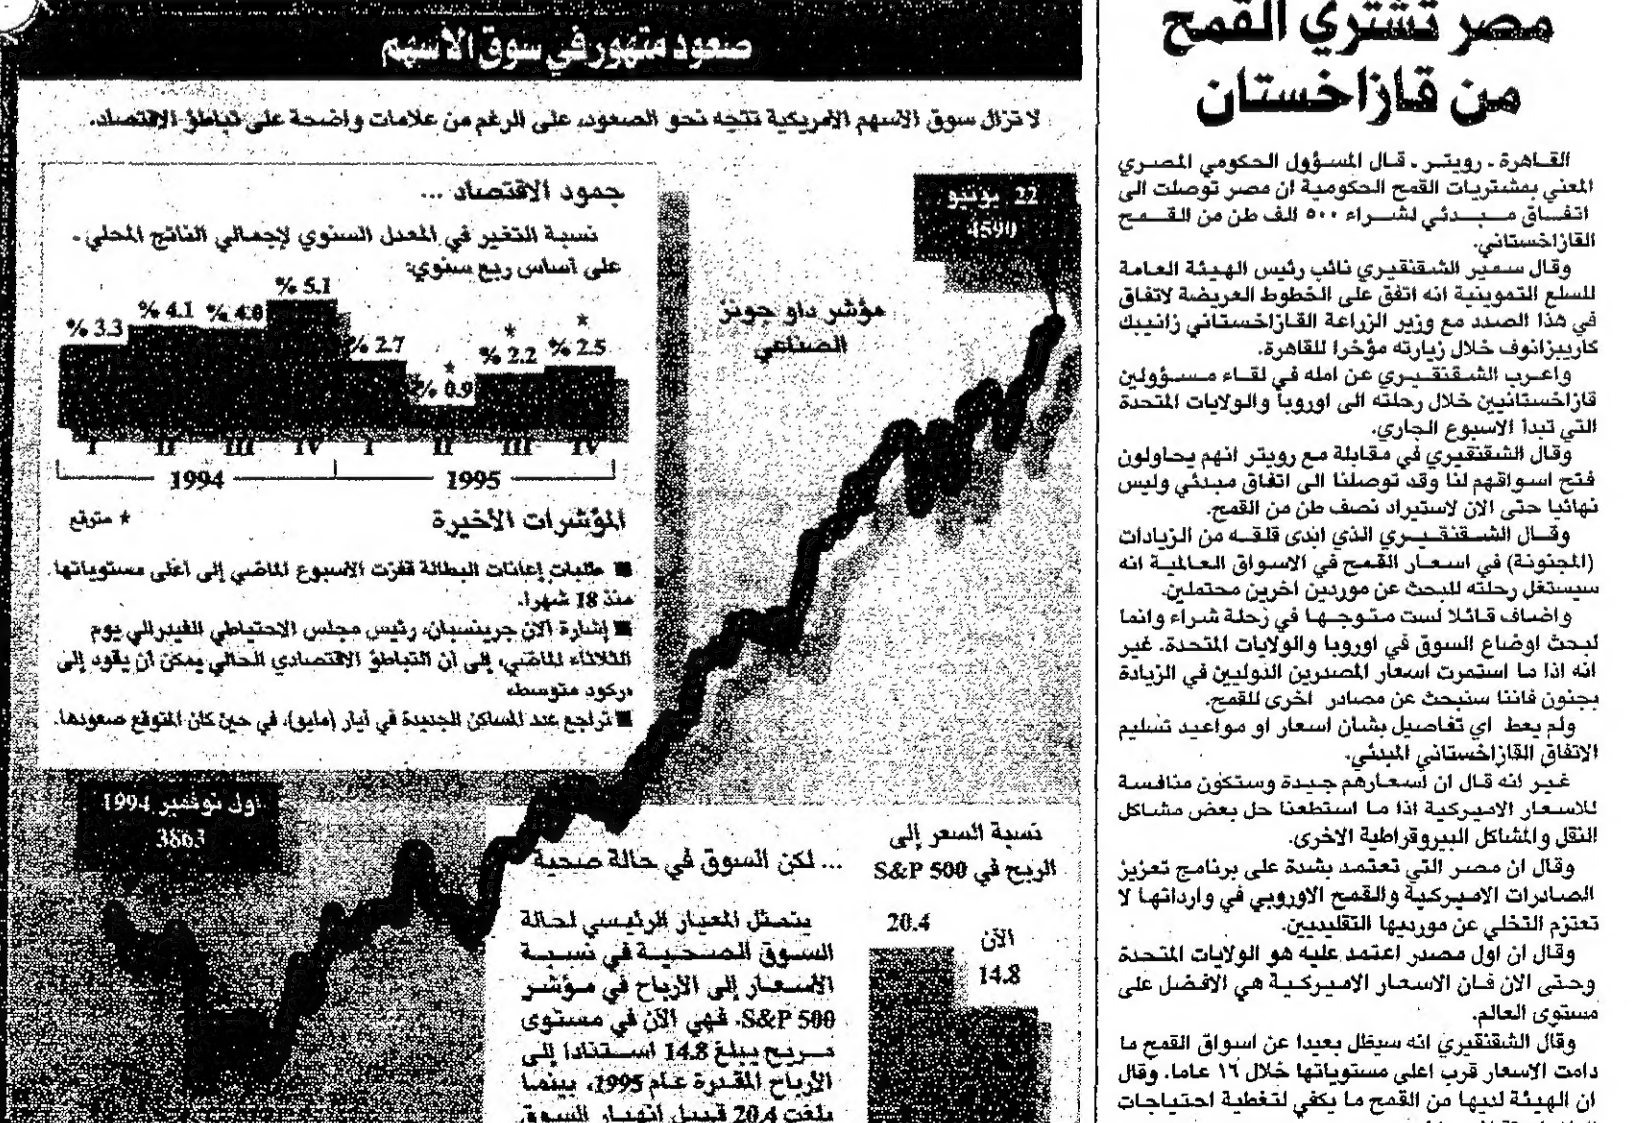 مصر تشتري القمح
من قازاخستان
القاهرة ـ رويتر ـ قال المسؤول الحكومي المصري
المعني بمشتريات القمح الحكومية ان مصر توصلت الى
اتفاق مبدئي لشراء ٥٠٠ الف طن من القمح
القازاخستاني.
وقال سمير الشقنقيري نائب رئيس الهيئة العامة
للسلع التموينية انه اتفق على الخطوط العريضة لاتفاق
في هذا الصدد مع وزير الزراعة القازاخستاني زانيبك
كاريبزانوف خلال زيارته مؤخرا للقاهرة.
واعرب الشقنقيري عن امله في لقاء مسؤولين
قازاخستانيين خلال رحلته الى اوروبا والولايات المتحدة
التي تبدأ الاسبوع الجاري.
وقال الشقنقيري في مقابلة مع رويتر انهم يحاولون
فتح اسواقهم لنا وقد توصلنا الى اتفاق مبدئي وليس
نهائيا حتى الان لاستيراد نصف طن من القمح.
وقال الشقنقيري الذي ابدى قلقه من الزيادات
(المجنونة) في اسعار القمح في الاسواق العالمية انه
سيستغل رحلته للبحث عن موردين اخرين محتملين.
واضاف قائلا لست متوجها في رحلة شراء وانما
لبحث اوضاع السوق في اوروبا والولايات المتحدة. غير
انه اذا ما استمرت اسعار المصدرين الدوليين في الزيادة
بجنون فاننا سنبحث عن مصادر اخرى للقمح.
ولم يعط اي تفاصيل بشان اسعار او مواعيد تسليم
الاتفاق القازاخستاني المبدئي.
غير انه قال ان اسعارهم جيدة وستكون منافسة
للاسعار الاميركية اذا ما استطعنا حل بعض مشاكل
النقل والمشاكل البيروقراطية الاخرى.
وقال ان مصر التي تعتمد بشدة على برنامج تعزيز
الصادرات الاميركية والقمح الاوروبي في وارداتها لا
تعتزم التخلي عن مورديها التقليديين.
وقال ان اول مصدر اعتمد عليه هو الولايات المتحدة
وحتى الان فان الاسعار الاميركية هي الافضل على
مستوى العالم.
وقال الشقنقيري انه سيظل بعيدا عن اسواق القمح ما
دامت الاسعار قرب اعلى مستوياتها خلال ١٦ عاما. وقال
ان الهيئة لديها من القمح ما يكفي لتغطية احتياجات
صعود متهور في سوق الأسهم
لا تزال سوق الأسهم الأمريكية تتجه نحو الصعود، على الرغم من علامات واضحة على تباطؤ الاقتصاد.
22 يونيو
4590
مؤشر داو جونز
الصناعي
جمود الاقتصاد ...
نسبة التغير في المعدل السنوي لإجمالي الناتج المحلي ـ
على أساس ربع سنوي:
% 3.3 % 4.1 % 4.0 % 5.1 % 2.7 * % 0.9 * % 2.2 * % 2.5
I II III IV I II III IV
1994 1995
المؤشرات الأخيرة
* متوقع
■ طلبات إعانات البطالة قفزت الأسبوع الماضي إلى أعلى مستوياتها
منذ 18 شهرا.
■ إشارة آلان جرينسبان، رئيس مجلس الاحتياطي الفيدرالي يوم
الثلاثاء الماضي، إلى أن التباطؤ الاقتصادي الحالي يمكن أن يقود إلى
«ركود متوسط»
■ تراجع عدد المساكن الجديدة في أيار (مايو)، في حين كان المتوقع صعودها.
أول نوفمبر 1994
3863
... لكن السوق في حالة صحية
يتمثل المعيار الرئيسي لحالة
السوق الصحية في نسبة
الأسعار إلى الأرباح في مؤشر
S&P 500. فهي الآن في مستوى
مريح يبلغ 14.8 استنادا إلى
الأرباح المقدرة عام 1995، بينما
بلغت 20.4 قبيل انهيار السوق
نسبة السعر إلى
الربح في S&P 500
20.4
الآن
14.8